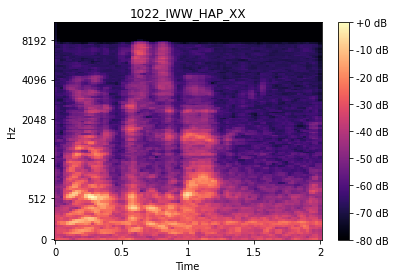 1022_IWW_HAP_XX
8192
4096
2048
1024
512
0
Hz
0
0.5
1
1.5
2
Time
+0 dB
-10 dB
-20 dB
-30 dB
-40 dB
-50 dB
-60 dB
-70 dB
-80 dB